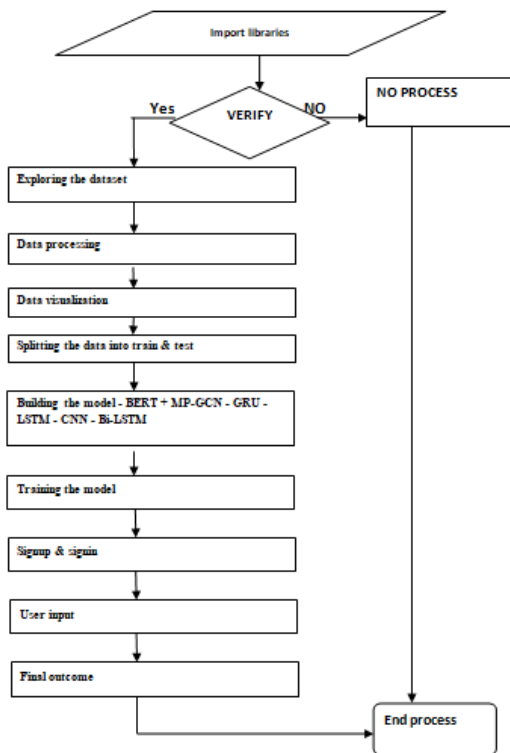 Import libraries
NO PROCESS
Yes
VERIFY
NO
Exploring the dataset
Data processing
Data visualization
Splitting the data into train & test
Building the model - BERT + MP-GCN - GRU -
LSTM - CNN - Bi-LSTM
Training the model
Signup & signin
User input
Final outcome
End process